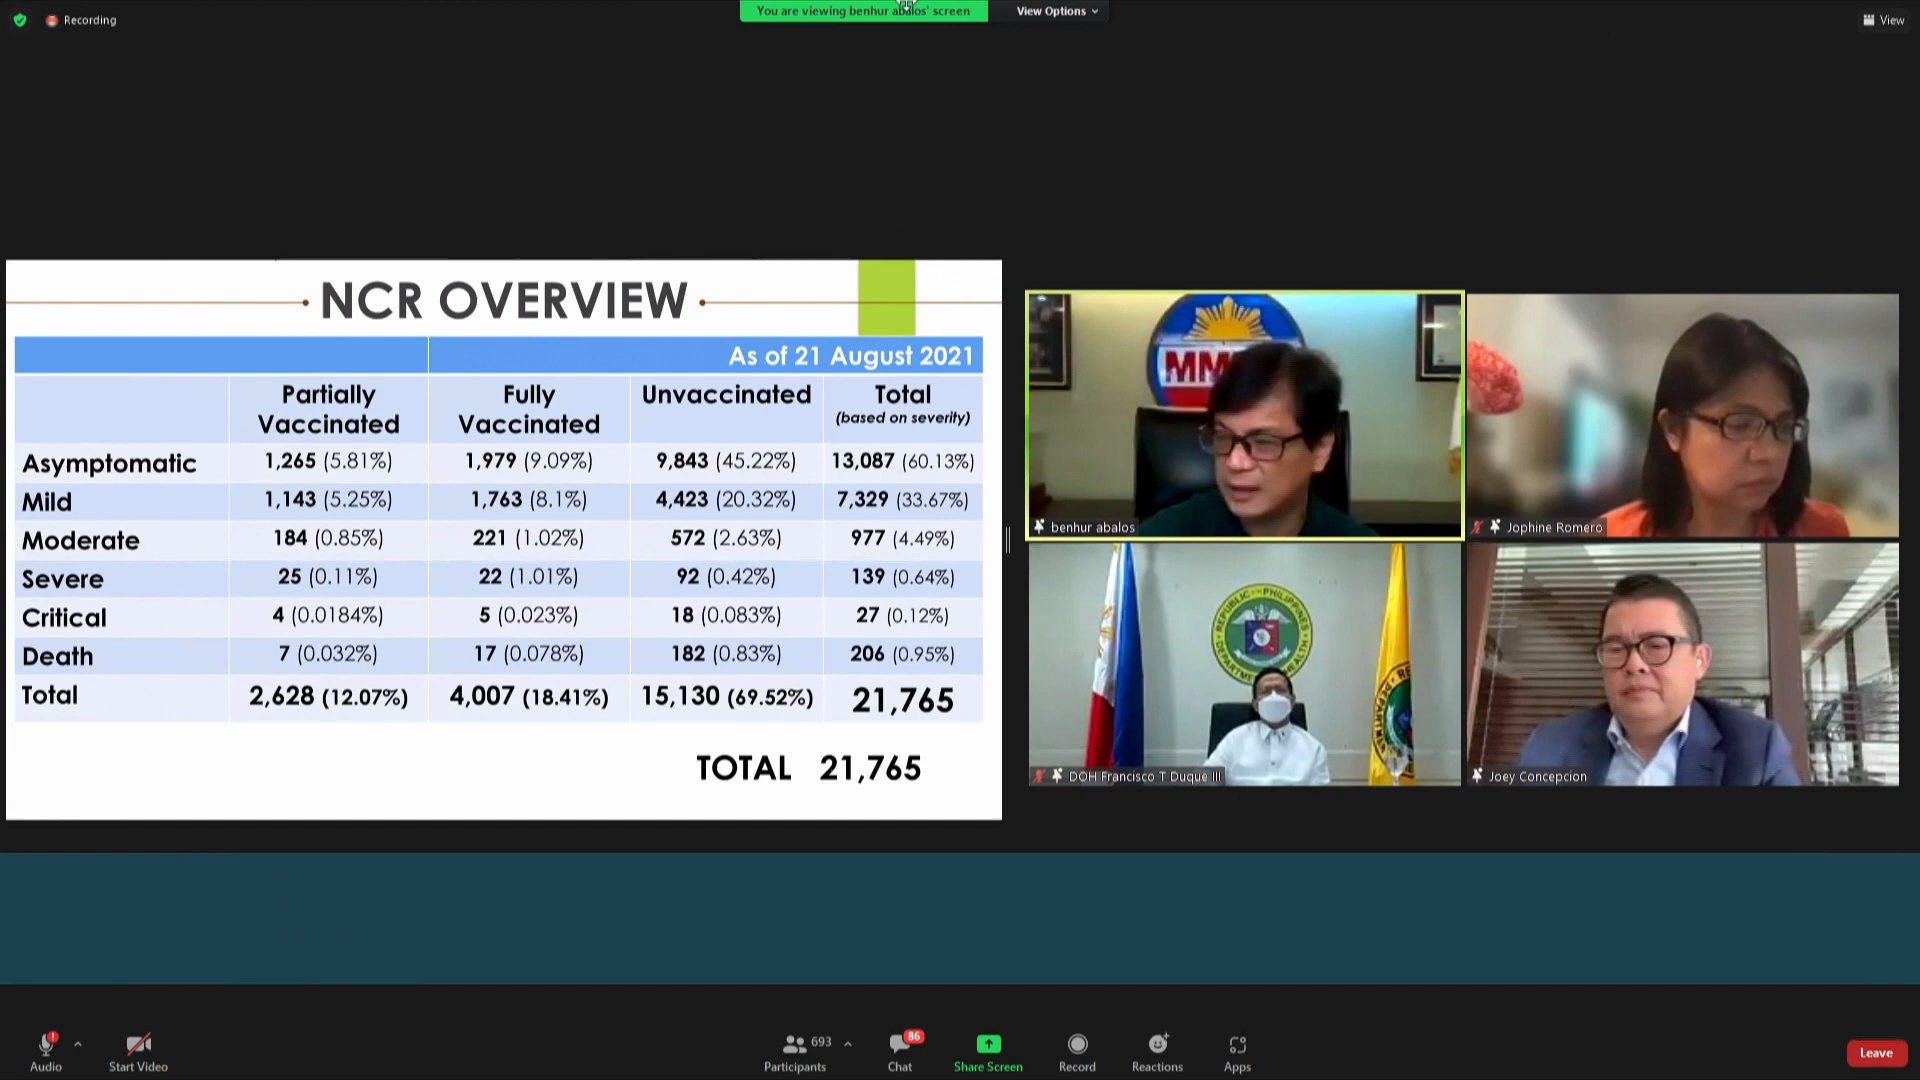 Recording
You are viewing benhur abalos' screen
View Options
View
NCR OVERVIEW
As of 21 August 2021
Partially Vaccinated
Fully Vaccinated
Unvaccinated
Total (based on severity)
Asymptomatic 1,265 (5.81%) 1,979 (9.09%) 9,843 (45.22%) 13,087 (60.13%)
Mild 1,143 (5.25%) 1,763 (8.1%) 4,423 (20.32%) 7,329 (33.67%)
Moderate 184 (0.85%) 221 (1.02%) 572 (2.63%) 977 (4.49%)
Severe 25 (0.11%) 22 (1.01%) 92 (0.42%) 139 (0.64%)
Critical 4 (0.0184%) 5 (0.023%) 18 (0.083%) 27 (0.12%)
Death 7 (0.032%) 17 (0.078%) 182 (0.83%) 206 (0.95%)
Total 2,628 (12.07%) 4,007 (18.41%) 15,130 (69.52%) 21,765
TOTAL 21,765
MM
benhur abalos
Jophine Romero
REPUBLIC PHILIPPINES
HEALTH
DOH Francisco T Duque III
Joey Concepcion
Audio
Start Video
693
Participants
86
Chat
Share Screen
Record
Reactions
Apps
Leave